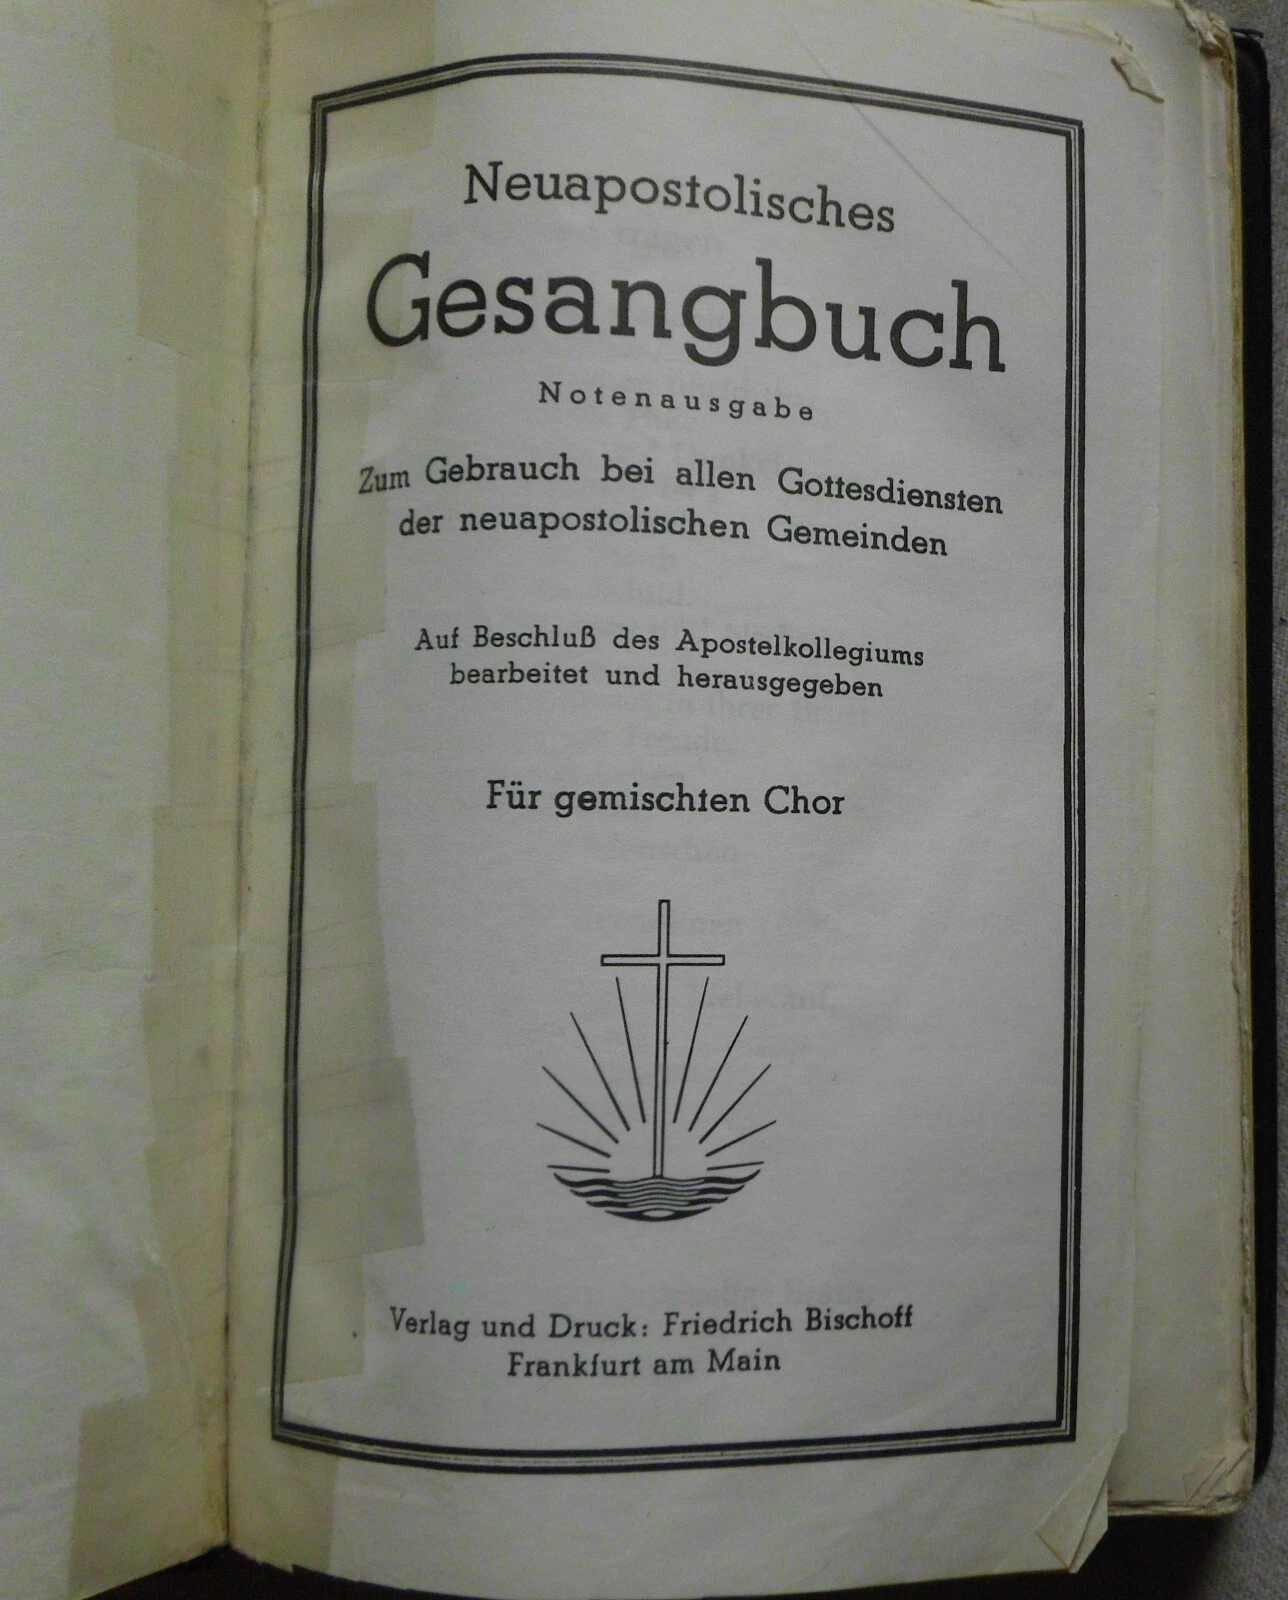 Neuapostolisches
Gesangbuch
Notenausgabe
Zum Gebrauch bei allen Gottesdiensten
der neuapostolischen Gemeinden
Auf Beschluß des Apostelkollegiums
bearbeitet und herausgegeben
Für gemischten Chor
Verlag und Druck: Friedrich Bischoff
Frankfurt am Main